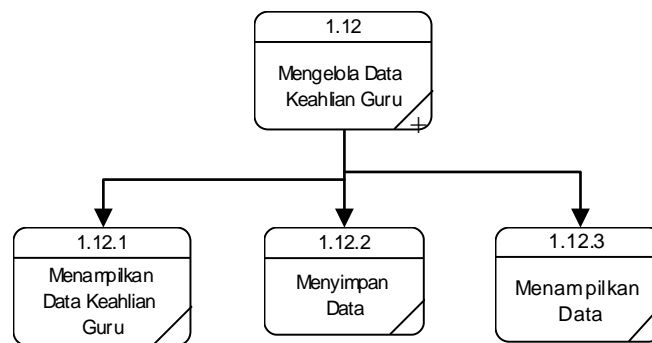 1.12
Mengelola Data
Keahlian Guru
1.12.1
Menampilkan
Data Keahlian
Guru
1.12.2
Menyimpan
Data
1.12.3
Menampilkan
Data